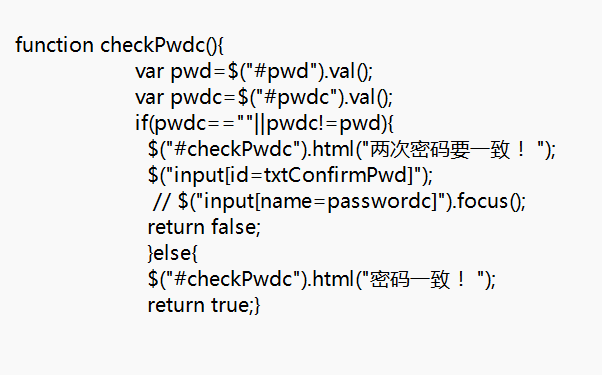 function checkPwdc(){
var pwd=$("#pwd").val();
var pwdc=$("#pwdc").val();
if(pwdc==""||pwdc!=pwd){
$("#checkPwdc").html("两次密码要一致！ ");
$("input[id=txtConfirmPwd]");
// $("input[name=passwordc]").focus();
return false;
}else{
$("#checkPwdc").html("密码一致！ ");
return true;}